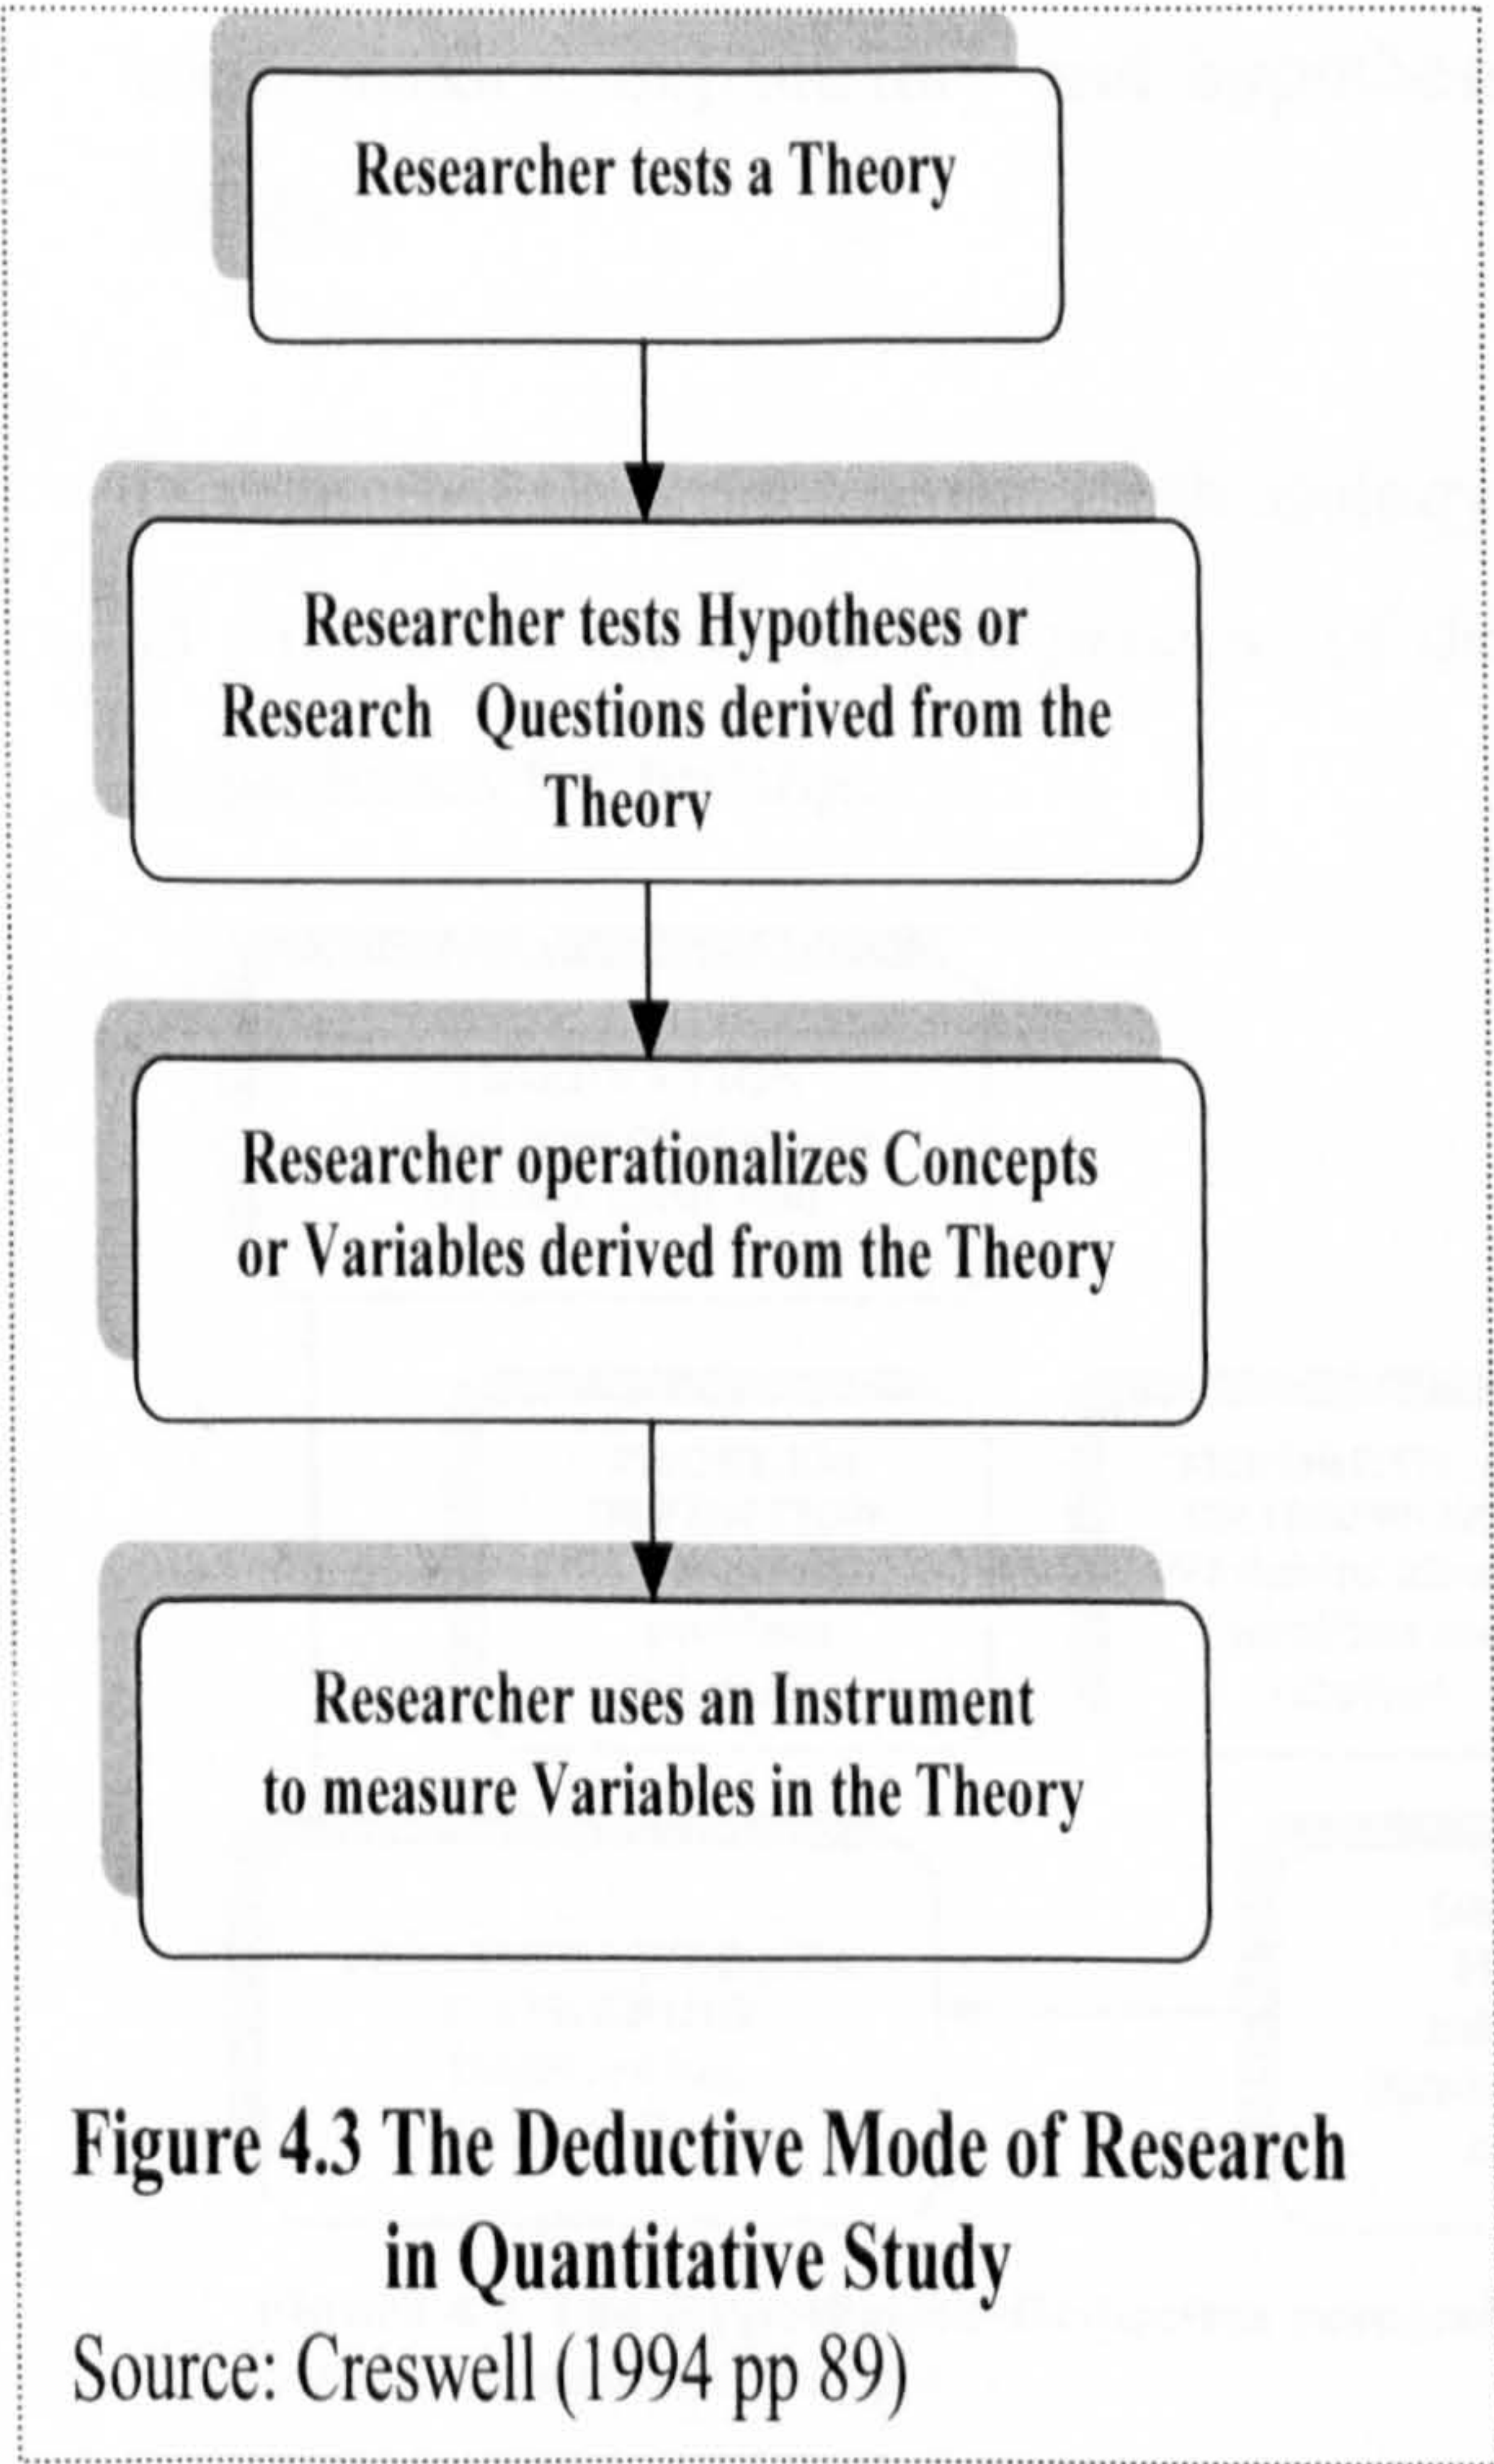 Researcher tests a Theory
Researcher tests Hypotheses or
Research Questions derived from the
Theory
Researcher operationalizes Concepts
or Variables derived from the Theory
Researcher uses an Instrument
to measure Variables in the Theory
Figure 4.3 The Deductive Mode of Research
in Quantitative Study
Source: Creswell (1994 pp 89)